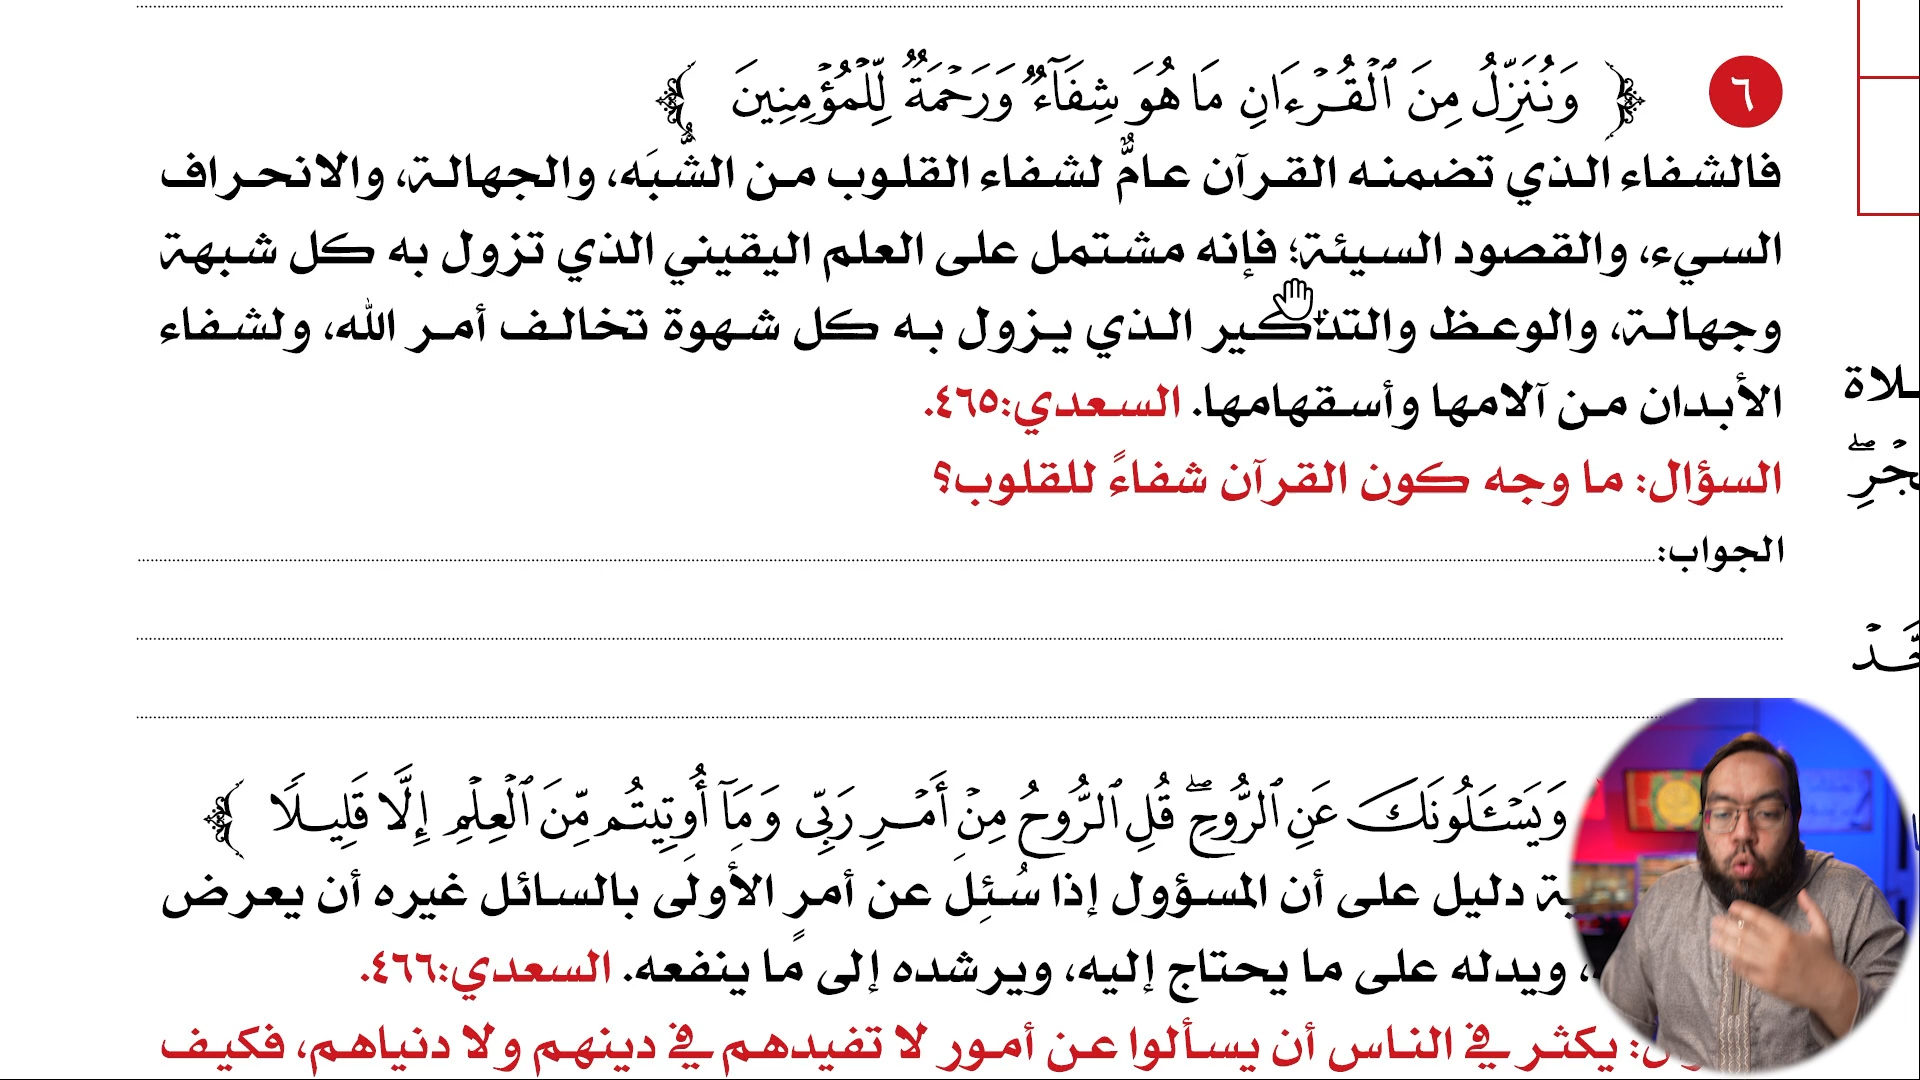 ٦ ﴿ وَنُنَزِّلُ مِنَ ٱلْقُرْءَانِ مَا هُوَ شِفَآءٌ وَرَحْمَةٌ لِّلْمُؤْمِنِينَ ﴾
فالشفاء الذي تضمنه القرآن عامٌّ لشفاء القلوب من الشُّبَه، والجهالة، والانحراف
السيء، والقصود السيئة؛ فإنه مشتمل على العلم اليقيني الذي تزول به كل شبهة
وجهالة، والوعظ والتذكير الذي يزول به كل شهوة تخالف أمر الله، ولشفاء
الأبدان من آلامها وأسقهامها. السعدي:٤٦٥.
السؤال: ما وجه كون القرآن شفاءً للقلوب؟
الجواب:
وَيَسْـَٔلُونَكَ عَنِ ٱلرُّوحِ ۖ قُلِ ٱلرُّوحُ مِنْ أَمْرِ رَبِّى وَمَآ أُوتِيتُم مِّنَ ٱلْعِلْمِ إِلَّا قَلِيلًا ﴾
دليل على أن المسؤول إذا سُئِلَ عن أمرٍ الأولَى بالسائل غيره أن يعرض
، ويدله على ما يحتاج إليه، ويرشده إلى ما ينفعه. السعدي:٤٦٦.
يكثر في الناس أن يسألوا عن أمور لا تفيدهم في دينهم ولا دنياهم، فكيف